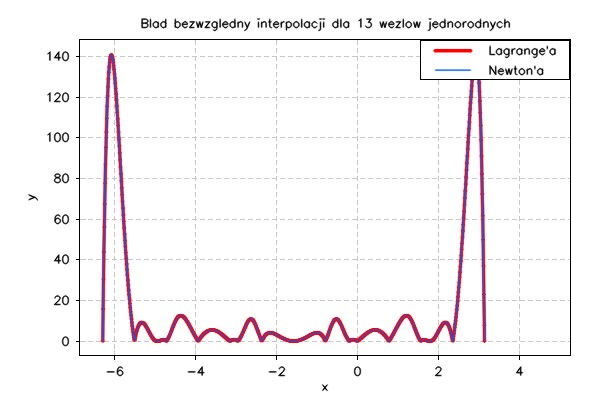 Blad bezwzgledny interpolacji dla 13 wezlow jednorodnych
Lagrange'a
Newton'a
140
120
100
80
60
40
20
0
y
−6 −4 −2 0 2 4
x